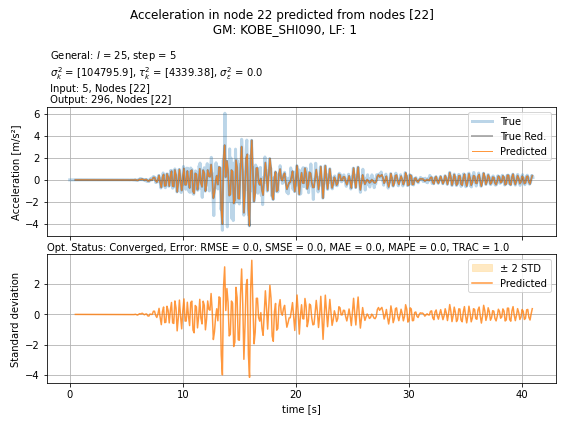 Acceleration in node 22 predicted from nodes [22]
GM: KOBE_SHI090, LF: 1
General: l = 25, step = 5
σ²ₖ = [104795.9], τ²ₖ = [4339.38], σ²ε = 0.0
Input: 5, Nodes [22]
Output: 296, Nodes [22]
Acceleration [m/s²]
6
4
2
0
−2
−4
True
True Red.
Predicted
Opt. Status: Converged, Error: RMSE = 0.0, SMSE = 0.0, MAE = 0.0, MAPE = 0.0, TRAC = 1.0
Standard deviation
2
0
−2
−4
± 2 STD
Predicted
0
10
20
30
40
time [s]